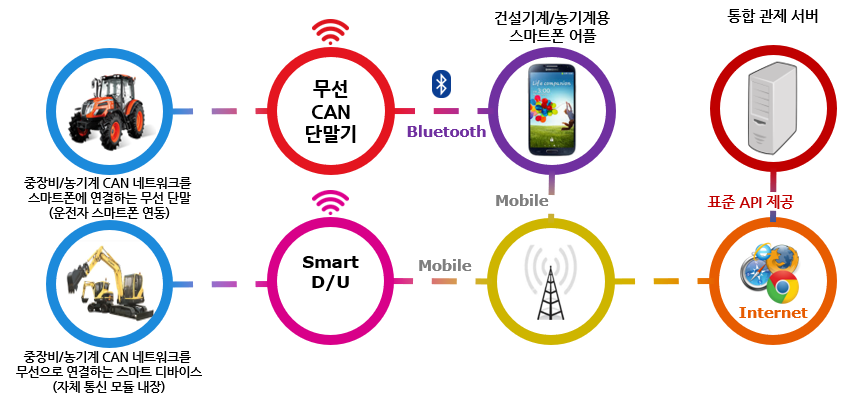 건설기계/농기계용
스마트폰 어플
통합 관제 서버
무선
CAN
단말기
Bluetooth
중장비/농기계 CAN 네트워크를
스마트폰에 연결하는 무선 단말
(운전자 스마트폰 연동)
Mobile
표준 API 제공
Smart
D/U
Mobile
Internet
중장비/농기계 CAN 네트워크를
무선으로 연결하는 스마트 디바이스
(자체 통신 모듈 내장)